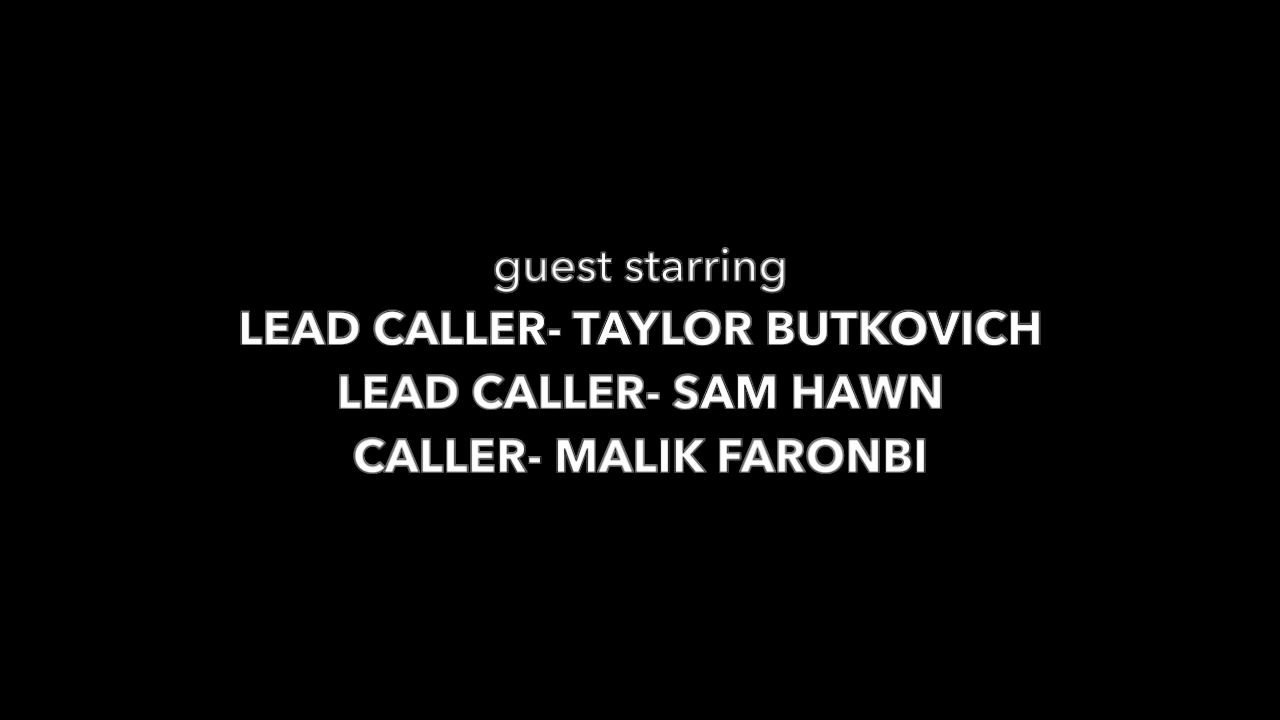 guest starring
LEAD CALLER- TAYLOR BUTKOVICH
LEAD CALLER- SAM HAWN
CALLER- MALIK FARONBI